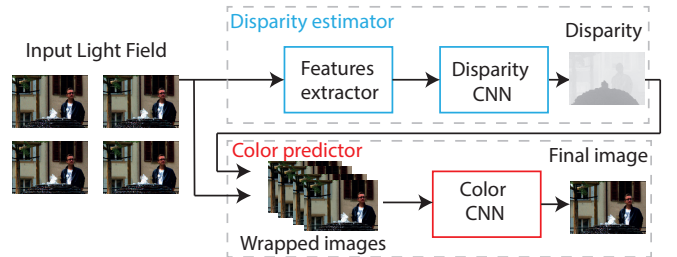 Input Light Field
Disparity estimator
Features
extractor
Disparity
CNN
Disparity
Color predictor
Wrapped images
Color
CNN
Final image